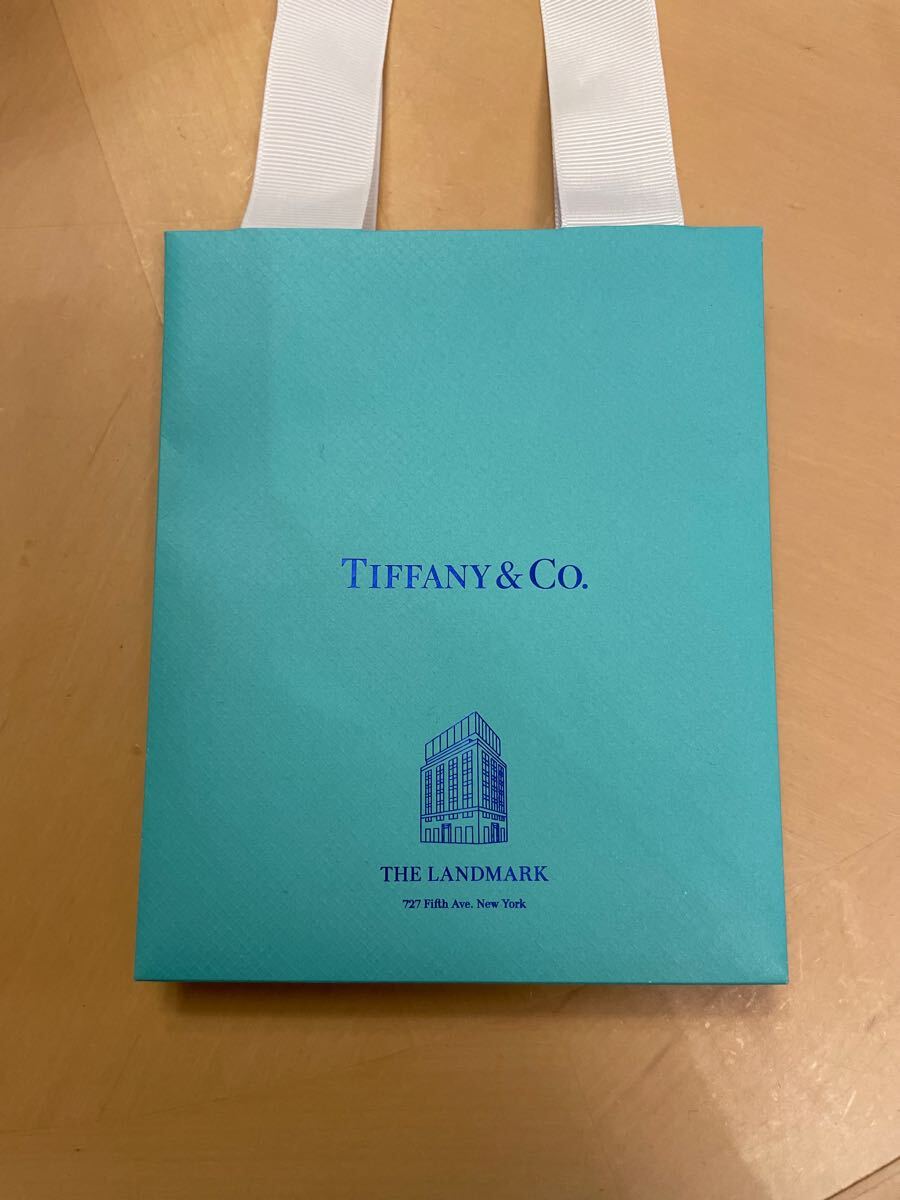 TIFFANY & CO.
THE LANDMARK
727 Fifth Ave. New York